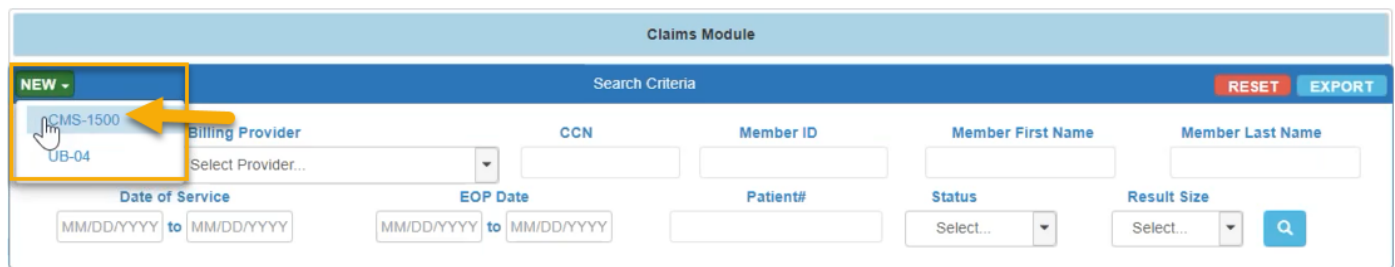 Claims Module
NEW Search Criteria RESET EXPORT
CMS-1500
UB-04
Billing Provider CCN Member ID Member First Name Member Last Name
Select Provider...
Date of Service EOP Date Patient# Status Result Size
MM/DD/YYYY to MM/DD/YYYY MM/DD/YYYY to MM/DD/YYYY Select... Select...